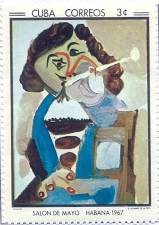 CUBA CORREOS 3¢
SALON DE MAYO HABANA 1967